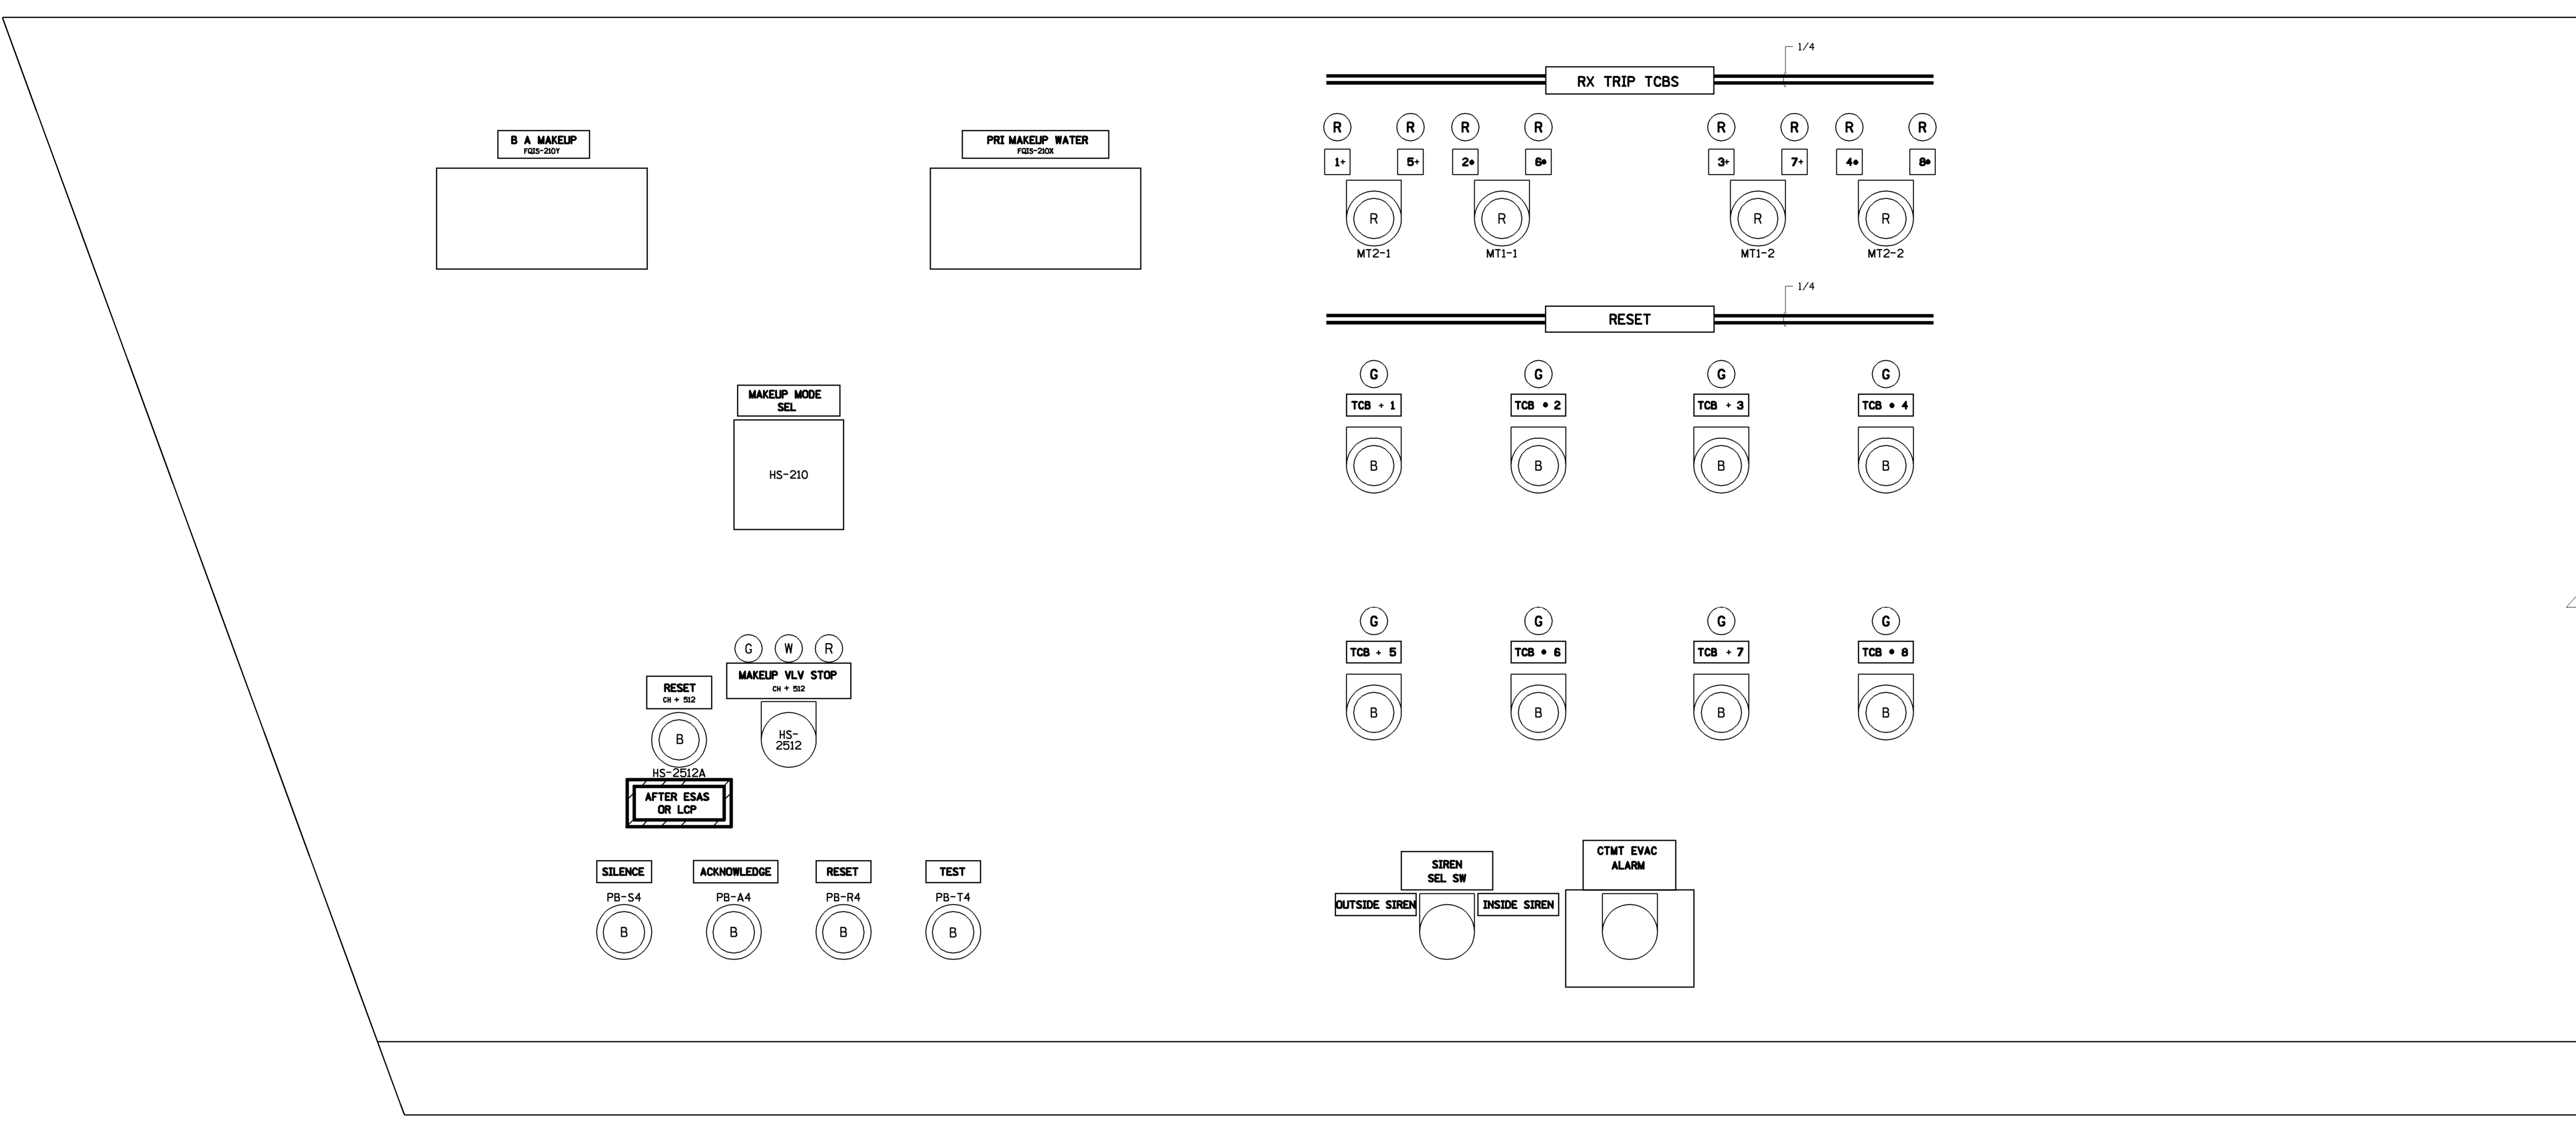 1/4
RX TRIP TCBS
R R R R R R R R
B A MAKEUP
FQIS-210Y
PRI MAKEUP WATER
FQIS-210X
1+ 5+ 2• 6• 3+ 7+ 4• 8•
R R R R
MT2-1 MT1-1 MT1-2 MT2-2
1/4
RESET
G G G G
MAKEUP MODE
SEL
TCB + 1 TCB • 2 TCB + 3 TCB • 4
B B B B
HS-210
G G G G
G W R
TCB + 5 TCB • 6 TCB + 7 TCB • 8
MAKEUP VLV STOP
CH + 512
RESET
CH + 512
B B B B
B
HS-
2512
HS-2512A
AFTER ESAS
OR LCP
CTMT EVAC
ALARM
SIREN
SEL SW
SILENCE ACKNOWLEDGE RESET TEST
PB-S4 PB-A4 PB-R4 PB-T4
OUTSIDE SIREN INSIDE SIREN
B B B B